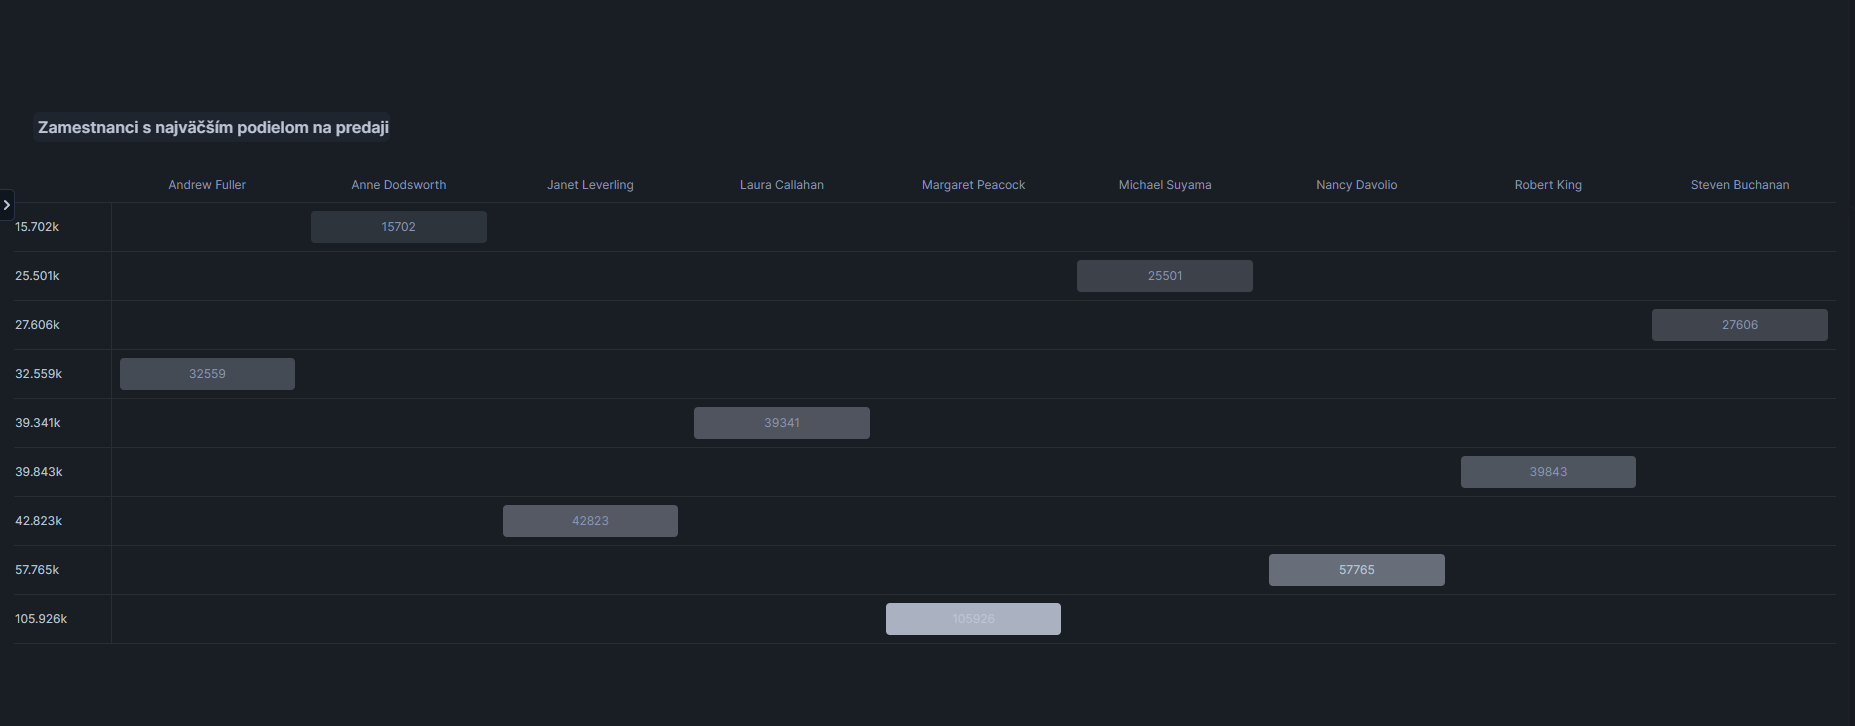 Zamestnanci s najväčším podielom na predaji
Andrew Fuller Anne Dodsworth Janet Leverling Laura Callahan Margaret Peacock Michael Suyama Nancy Davolio Robert King Steven Buchanan
15.702k 15702
25.501k 25501
27.606k 27606
32.559k 32559
39.341k 39341
39.843k 39843
42.823k 42823
57.765k 57765
105.926k 105926